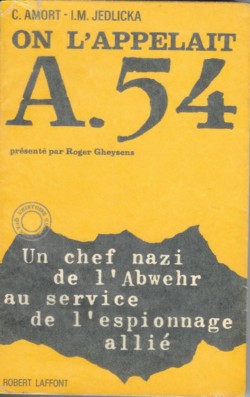 C. AMORT - I.M. JEDLICKA
ON L'APPELAIT
A.54
présenté par Roger Gheysens
Un chef nazi
de l'Abwehr
au service
de l'espionnage
allié
ROBERT LAFFONT